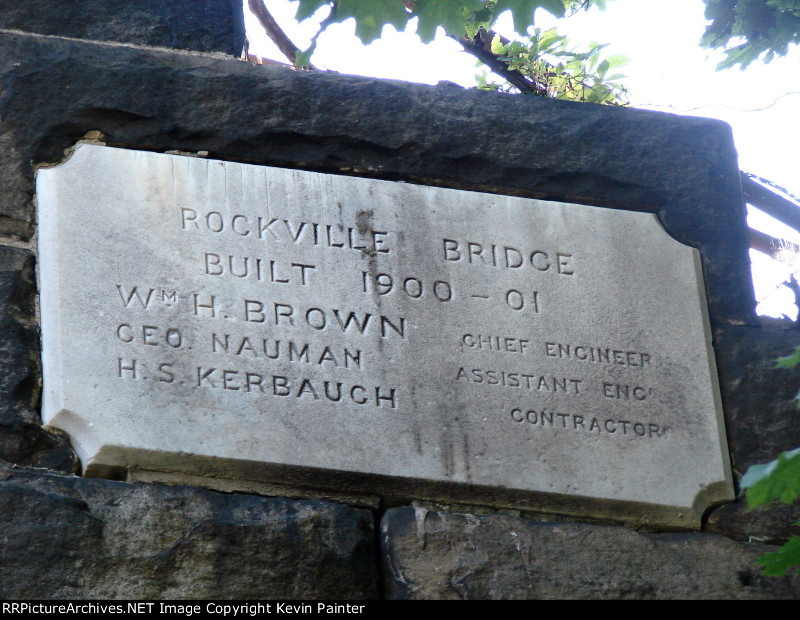 ROCKVILLE BRIDGE
BUILT 1900 - 01
WM H. BROWN CHIEF ENGINEER
GEO. NAUMAN ASSISTANT ENG
H. S. KERBAUGH CONTRACTOR
©RRPictureArchives.NET Image Copyright Kevin Painter